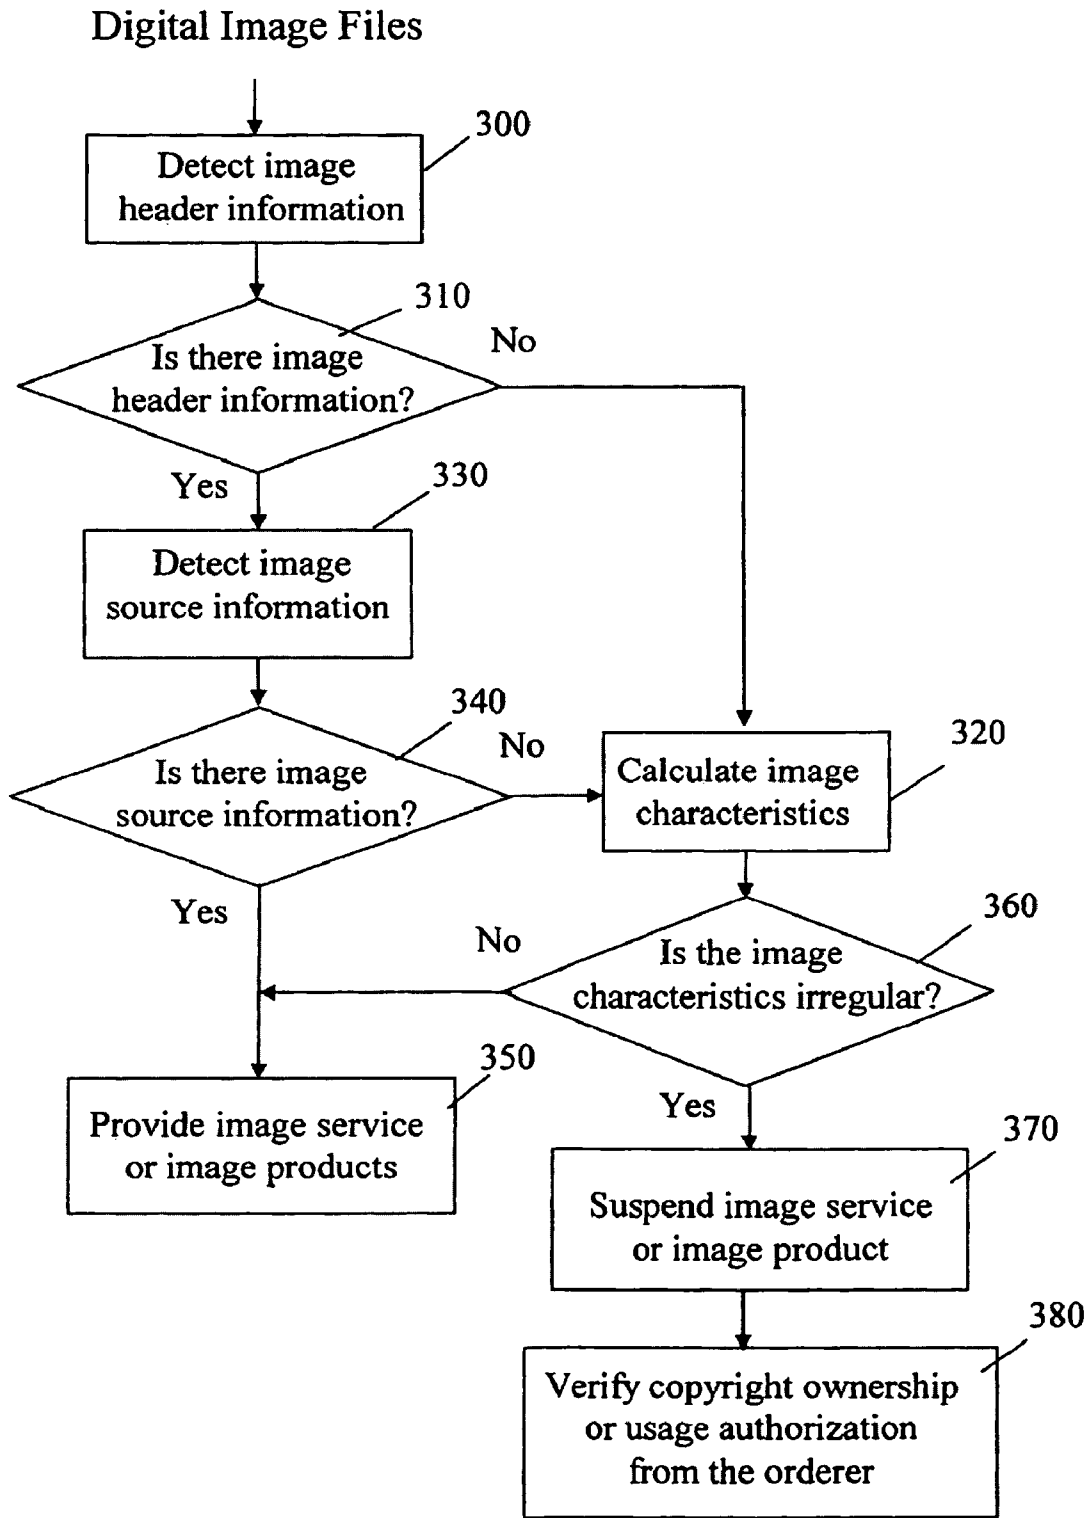 Digital Image Files
300
Detect image
header information
310
No
Is there image
header information?
Yes
330
Detect image
source information
340
No
Is there image
source information?
320
Calculate image
characteristics
Yes
360
No
Is the image
characteristics irregular?
350
Provide image service
or image products
Yes
370
Suspend image service
or image product
380
Verify copyright ownership
or usage authorization
from the orderer